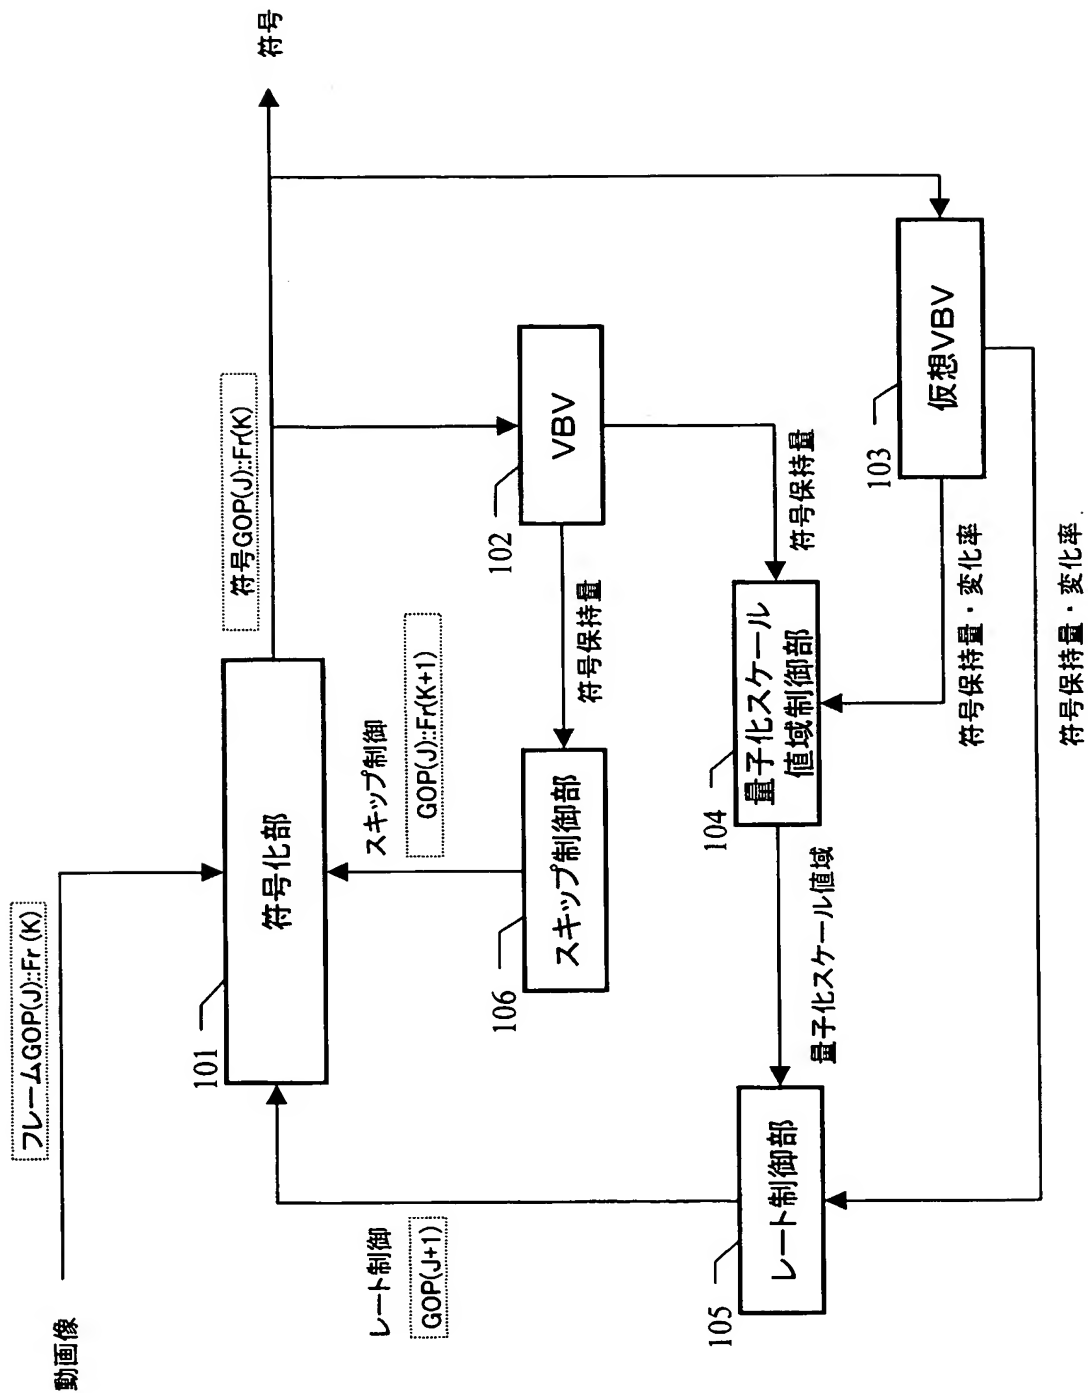 動画像
フレームGOP(J)::Fr(K)
101
符号化部
符号GOP(J)::Fr(K)
符号
レート制御
GOP(J+1)
スキップ制御
GOP(J)::Fr(K+1)
106
スキップ制御部
符号保持量
102
VBV
105
レート制御部
量子化スケール値域
104
量子化スケール
値域制御部
符号保持量
103
仮想VBV
符号保持量・変化率
符号保持量・変化率